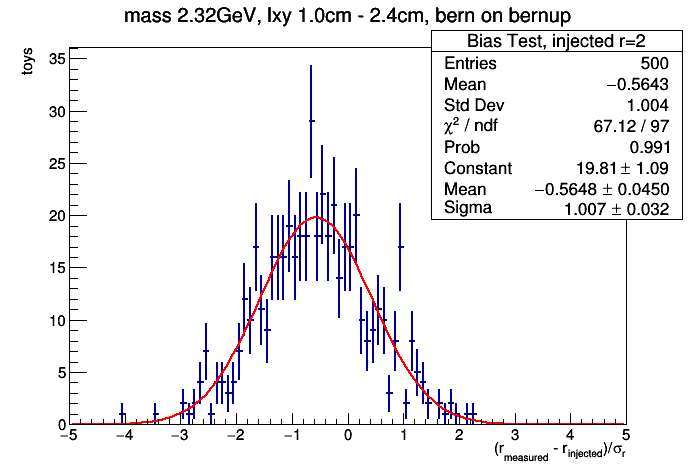 mass 2.32GeV, lxy 1.0cm - 2.4cm, bern on bernup
Bias Test, injected r=2
Entries 500
Mean −0.5643
Std Dev 1.004
χ² / ndf 67.12 / 97
Prob 0.991
Constant 19.81 ± 1.09
Mean −0.5648 ± 0.0450
Sigma 1.007 ± 0.032
toys
35
30
25
20
15
10
5
0
−5 −4 −3 −2 −1 0 1 2 3 4 5
(r_measured - r_injected)/σ_r